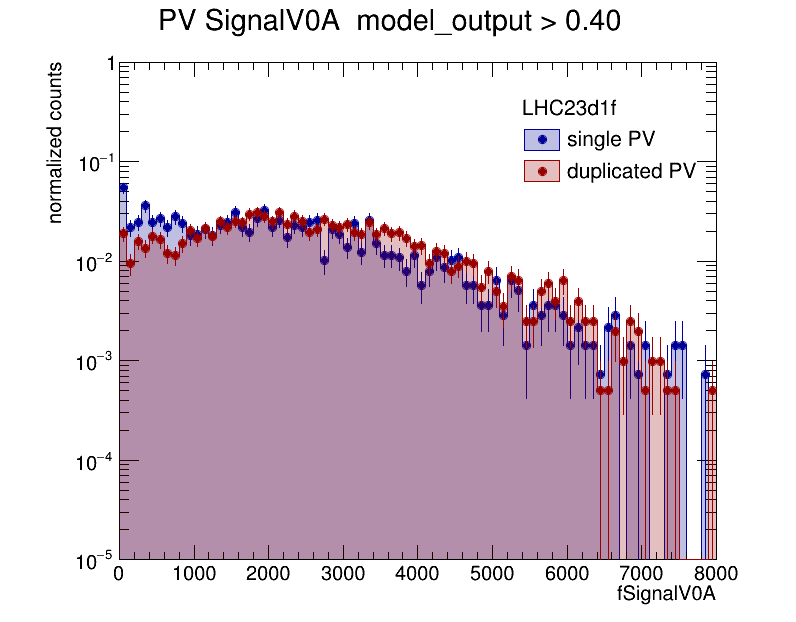 PV SignalV0A model_output > 0.40
normalized counts
LHC23d1f
single PV
duplicated PV
1
10⁻¹
10⁻²
10⁻³
10⁻⁴
10⁻⁵
0 1000 2000 3000 4000 5000 6000 7000 8000
fSignalV0A